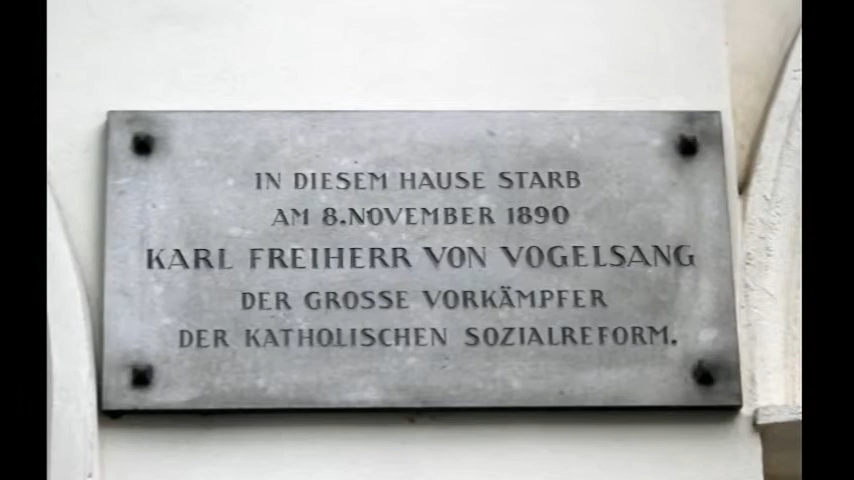 IN DIESEM HAUSE STARB
AM 8.NOVEMBER 1890
KARL FREIHERR VON VOGELSANG
DER GROSSE VORKÄMPFER
DER KATHOLISCHEN SOZIALREFORM.